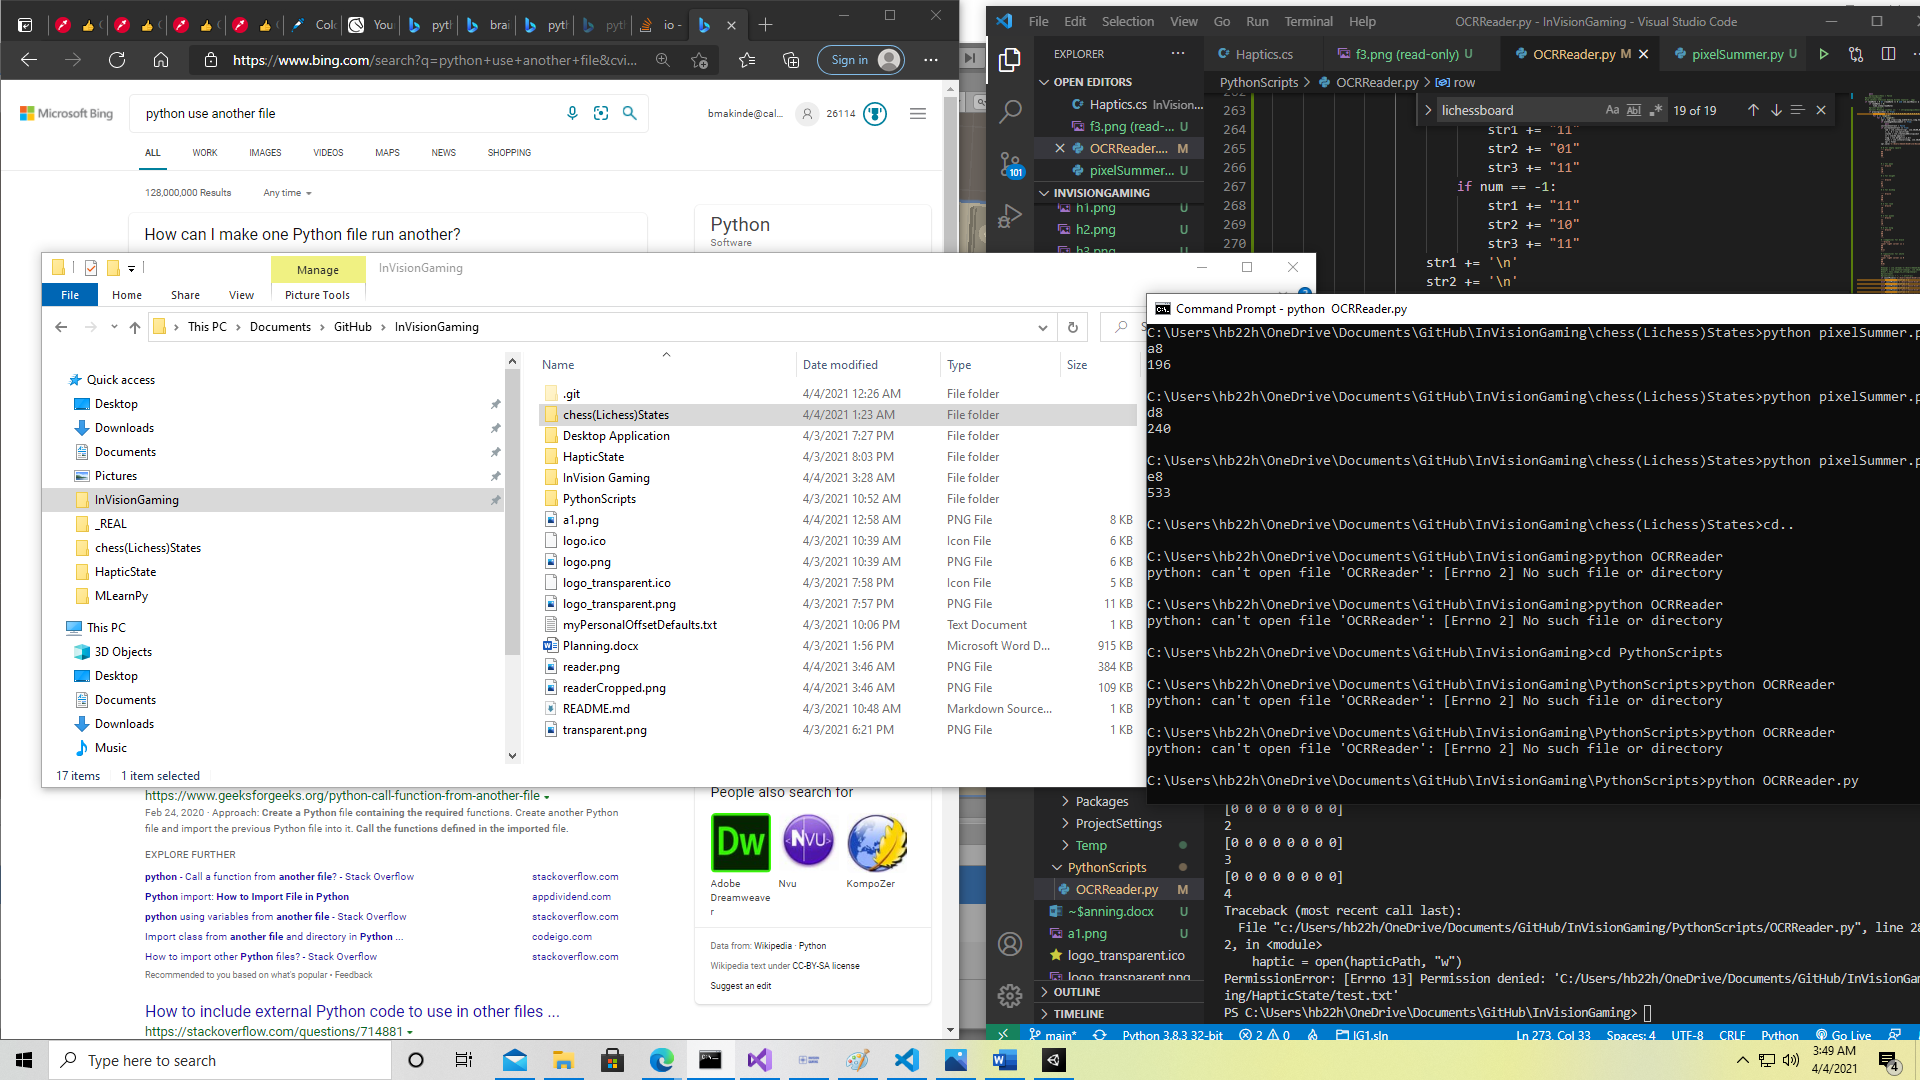 Colo
You
pyth
brai
pyth
pyth
io -
https://www.bing.com/search?q=python+use+another+file&cvi...
Sign in
Microsoft Bing
python use another file
bmakinde@cal...
26114
ALL
WORK
IMAGES
VIDEOS
MAPS
NEWS
SHOPPING
128,000,000 Results
Any time
How can I make one Python file run another?
Python
Software
Manage
InVisionGaming
File
Home
Share
View
Picture Tools
This PC
Documents
GitHub
InVisionGaming
Name
Date modified
Type
Size
Quick access
Desktop
Downloads
Documents
Pictures
InVisionGaming
_REAL
chess(Lichess)States
HapticState
MLearnPy
This PC
3D Objects
Desktop
Documents
Downloads
Music
.git 4/4/2021 12:26 AM File folder
chess(Lichess)States 4/4/2021 1:23 AM File folder
Desktop Application 4/3/2021 7:27 PM File folder
HapticState 4/3/2021 8:03 PM File folder
InVision Gaming 4/4/2021 3:28 AM File folder
PythonScripts 4/3/2021 10:52 AM File folder
a1.png 4/4/2021 12:58 AM PNG File 8 KB
logo.ico 4/3/2021 10:39 AM Icon File 6 KB
logo.png 4/3/2021 10:39 AM PNG File 6 KB
logo_transparent.ico 4/3/2021 7:58 PM Icon File 5 KB
logo_transparent.png 4/3/2021 7:57 PM PNG File 11 KB
myPersonalOffsetDefaults.txt 4/3/2021 10:06 PM Text Document 1 KB
Planning.docx 4/3/2021 1:56 PM Microsoft Word D... 915 KB
reader.png 4/4/2021 3:46 AM PNG File 384 KB
readerCropped.png 4/4/2021 3:46 AM PNG File 109 KB
README.md 4/3/2021 10:48 AM Markdown Source... 1 KB
transparent.png 4/3/2021 6:21 PM PNG File 1 KB
17 items 1 item selected
https://www.geeksforgeeks.org/python-call-function-from-another-file
Feb 24, 2020 · Approach: Create a Python file containing the required functions. Create another Python
file and import the previous Python file into it. Call the functions defined in the imported file.
EXPLORE FURTHER
python - Call a function from another file? - Stack Overflow stackoverflow.com
Python import: How to Import File in Python appdividend.com
python using variables from another file - Stack Overflow stackoverflow.com
Import class from another file and directory in Python ... codeigo.com
How to import other Python files? - Stack Overflow stackoverflow.com
Recommended to you based on what's popular • Feedback
How to include external Python code to use in other files ...
https://stackoverflow.com/questions/714881
People also search for
Dw
NVU
Adobe
Dreamweave
r
Nvu
KompoZer
Data from: Wikipedia · Python
Wikipedia text under CC-BY-SA license
Suggest an edit
File Edit Selection View Go Run Terminal Help
OCRReader.py - InVisionGaming - Visual Studio Code
EXPLORER
OPEN EDITORS
Haptics.cs InVision...
f3.png (read-... U
OCRReader.... M
pixelSummer... U
INVISIONGAMING
h1.png U
h2.png U
h3.png
101
Haptics.cs
f3.png (read-only) U
OCRReader.py M
pixelSummer.py U
PythonScripts > OCRReader.py > row
lichessboard
Aa Abl
19 of 19
262
263
264 str1 += "11"
265 str2 += "01"
266 str3 += "11"
267 if num == -1:
268 str1 += "11"
269 str2 += "10"
270 str3 += "11"
str1 += '\n'
str2 += '\n'
Command Prompt - python OCRReader.py
C:\Users\hb22h\OneDrive\Documents\GitHub\InVisionGaming\chess(Lichess)States>python pixelSummer.p
a8
196
C:\Users\hb22h\OneDrive\Documents\GitHub\InVisionGaming\chess(Lichess)States>python pixelSummer.p
d8
240
C:\Users\hb22h\OneDrive\Documents\GitHub\InVisionGaming\chess(Lichess)States>python pixelSummer.p
e8
533
C:\Users\hb22h\OneDrive\Documents\GitHub\InVisionGaming\chess(Lichess)States>cd..
C:\Users\hb22h\OneDrive\Documents\GitHub\InVisionGaming>python OCRReader
python: can't open file 'OCRReader': [Errno 2] No such file or directory
C:\Users\hb22h\OneDrive\Documents\GitHub\InVisionGaming>python OCRReader
python: can't open file 'OCRReader': [Errno 2] No such file or directory
C:\Users\hb22h\OneDrive\Documents\GitHub\InVisionGaming>cd PythonScripts
C:\Users\hb22h\OneDrive\Documents\GitHub\InVisionGaming\PythonScripts>python OCRReader
python: can't open file 'OCRReader': [Errno 2] No such file or directory
C:\Users\hb22h\OneDrive\Documents\GitHub\InVisionGaming\PythonScripts>python OCRReader
python: can't open file 'OCRReader': [Errno 2] No such file or directory
C:\Users\hb22h\OneDrive\Documents\GitHub\InVisionGaming\PythonScripts>python OCRReader.py
Packages
ProjectSettings
Temp
PythonScripts
OCRReader.py M
~$anning.docx U
a1.png U
logo_transparent.ico
logo_transparent.png
OUTLINE
TIMELINE
[0 0 0 0 0 0 0 0]
2
[0 0 0 0 0 0 0 0]
3
[0 0 0 0 0 0 0 0]
4
Traceback (most recent call last):
File "c:/Users/hb22h/OneDrive/Documents/GitHub/InVisionGaming/PythonScripts/OCRReader.py", line 28
2, in <module>
haptic = open(hapticPath, "w")
PermissionError: [Errno 13] Permission denied: 'C:/Users/hb22h/OneDrive/Documents/GitHub/InVisionGam
ing/HapticState/test.txt'
PS C:\Users\hb22h\OneDrive\Documents\GitHub\InVisionGaming>
main* Python 3.8.3 32-bit 2 0 IG1.sln Ln 273, Col 33 Spaces: 4 UTF-8 CRLF Python Go Live
Type here to search
3:49 AM
4/4/2021
4